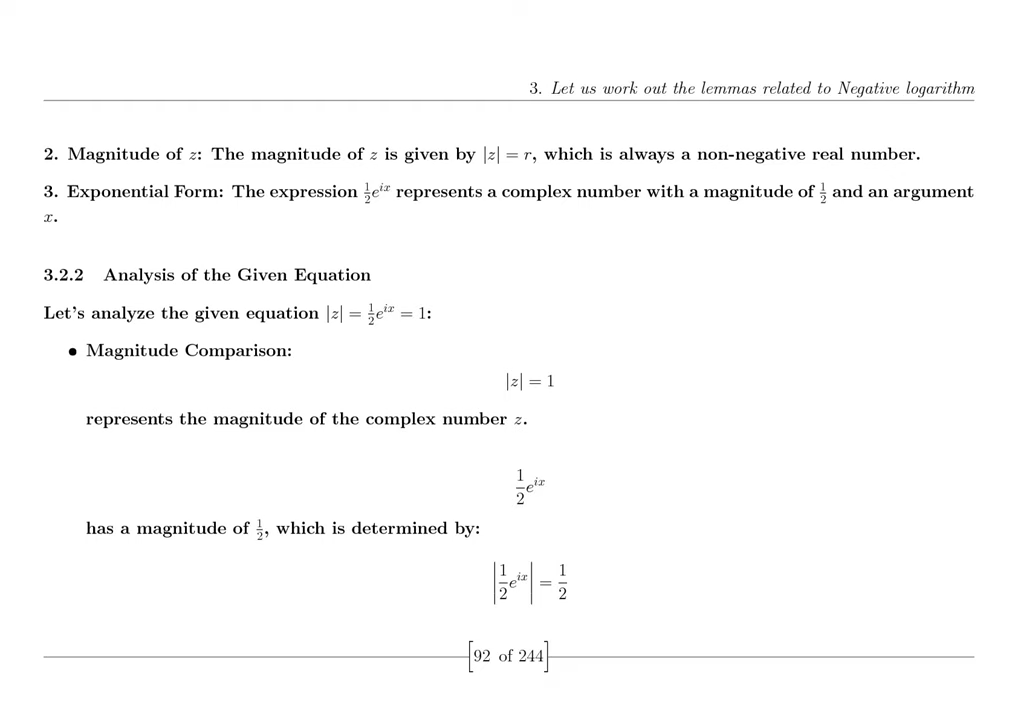 3. Let us work out the lemmas related to Negative logarithm
2. Magnitude of z: The magnitude of z is given by |z| = r, which is always a non-negative real number.
3. Exponential Form: The expression ½e^{ix} represents a complex number with a magnitude of ½ and an argument
x.
3.2.2 Analysis of the Given Equation
Let's analyze the given equation |z| = ½e^{ix} = 1:
• Magnitude Comparison:
|z| = 1
represents the magnitude of the complex number z.
½e^{ix}
has a magnitude of ½, which is determined by:
|½e^{ix}| = ½
[92 of 244]